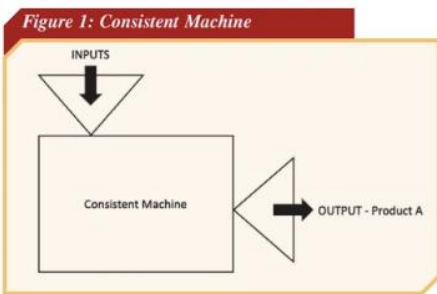 Figure 1: Consistent Machine
INPUTS
Consistent Machine
OUTPUT - Product A